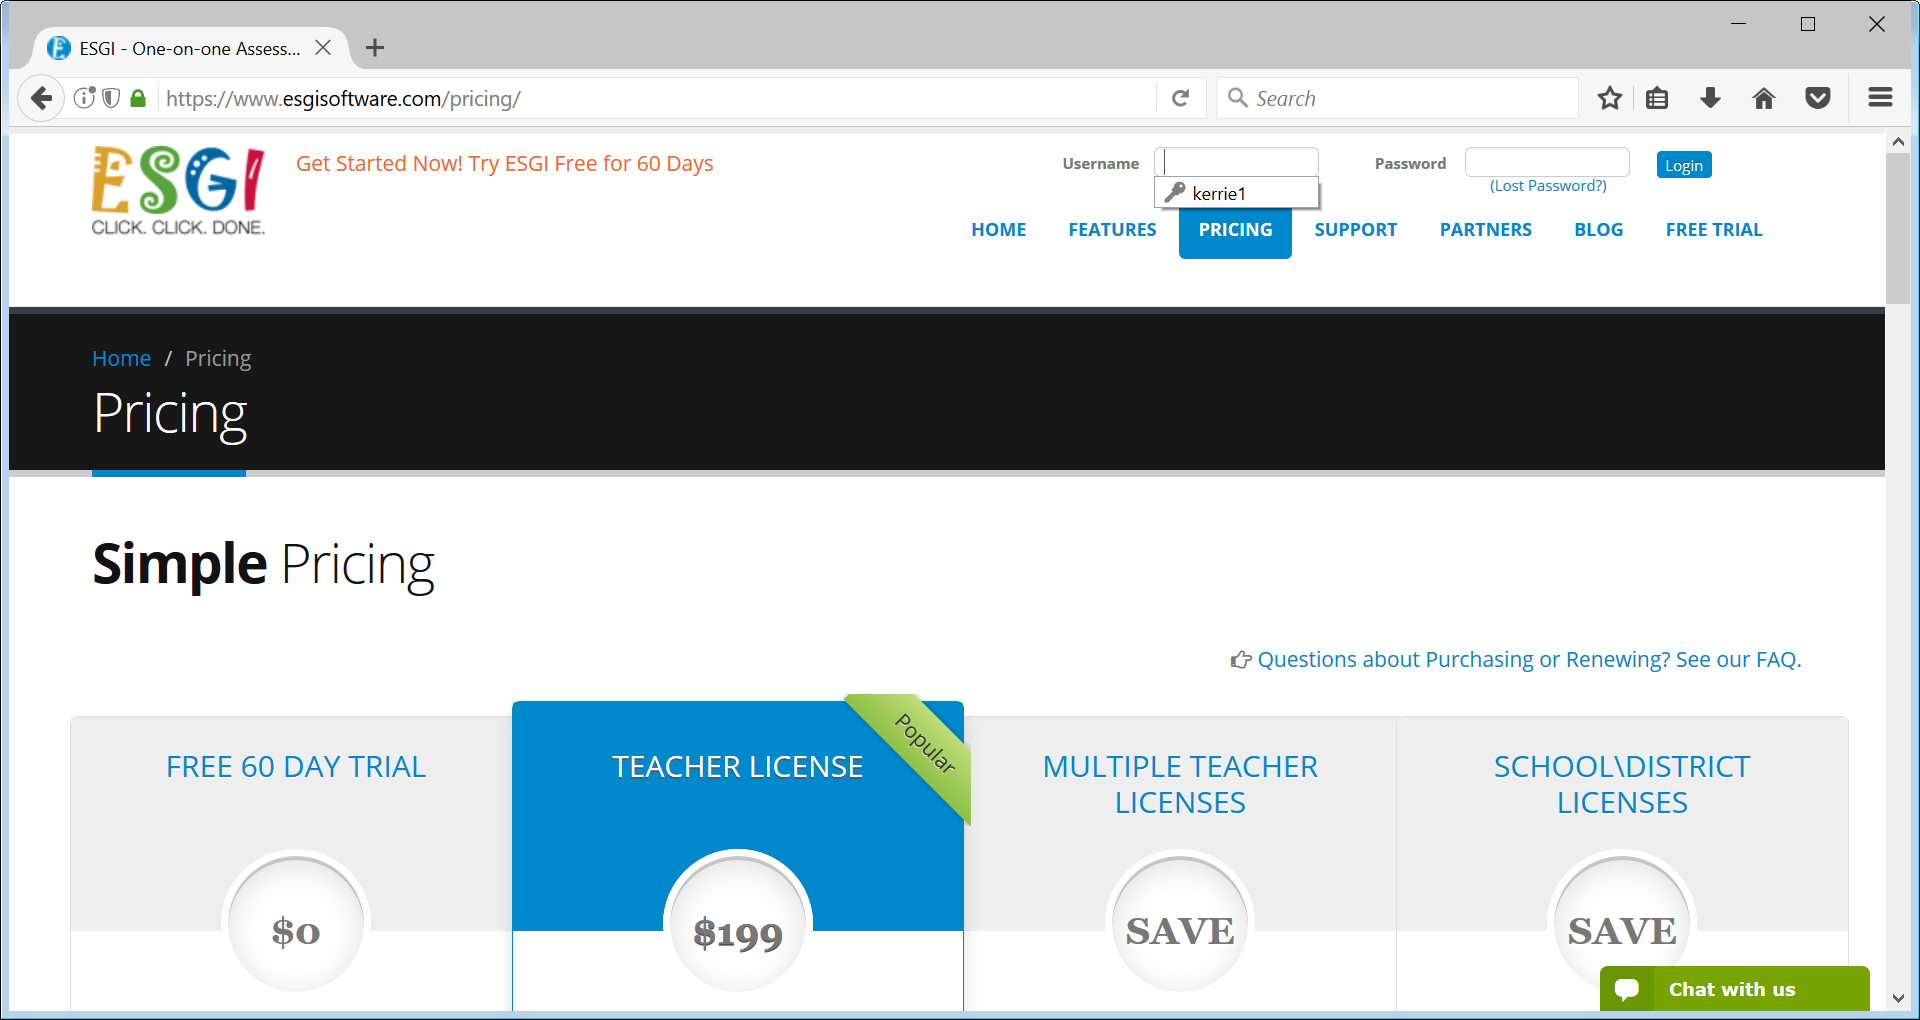 ESGI - One-on-one Assess...
https://www.esgisoftware.com/pricing/
Search
ESGI
CLICK. CLICK. DONE.
Get Started Now! Try ESGI Free for 60 Days
Username
Password
Login
(Lost Password?)
kerrie1
HOME
FEATURES
PRICING
SUPPORT
PARTNERS
BLOG
FREE TRIAL
Home / Pricing
Pricing
Simple Pricing
Questions about Purchasing or Renewing? See our FAQ.
FREE 60 DAY TRIAL
$0
TEACHER LICENSE
Popular
$199
MULTIPLE TEACHER
LICENSES
SAVE
SCHOOL\DISTRICT
LICENSES
SAVE
Chat with us